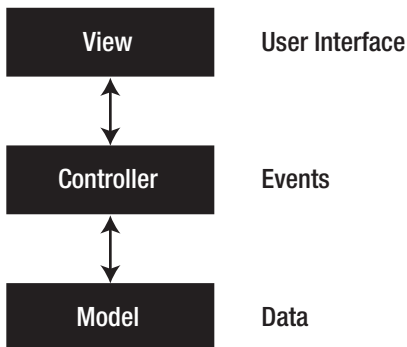 View User Interface
Controller Events
Model Data